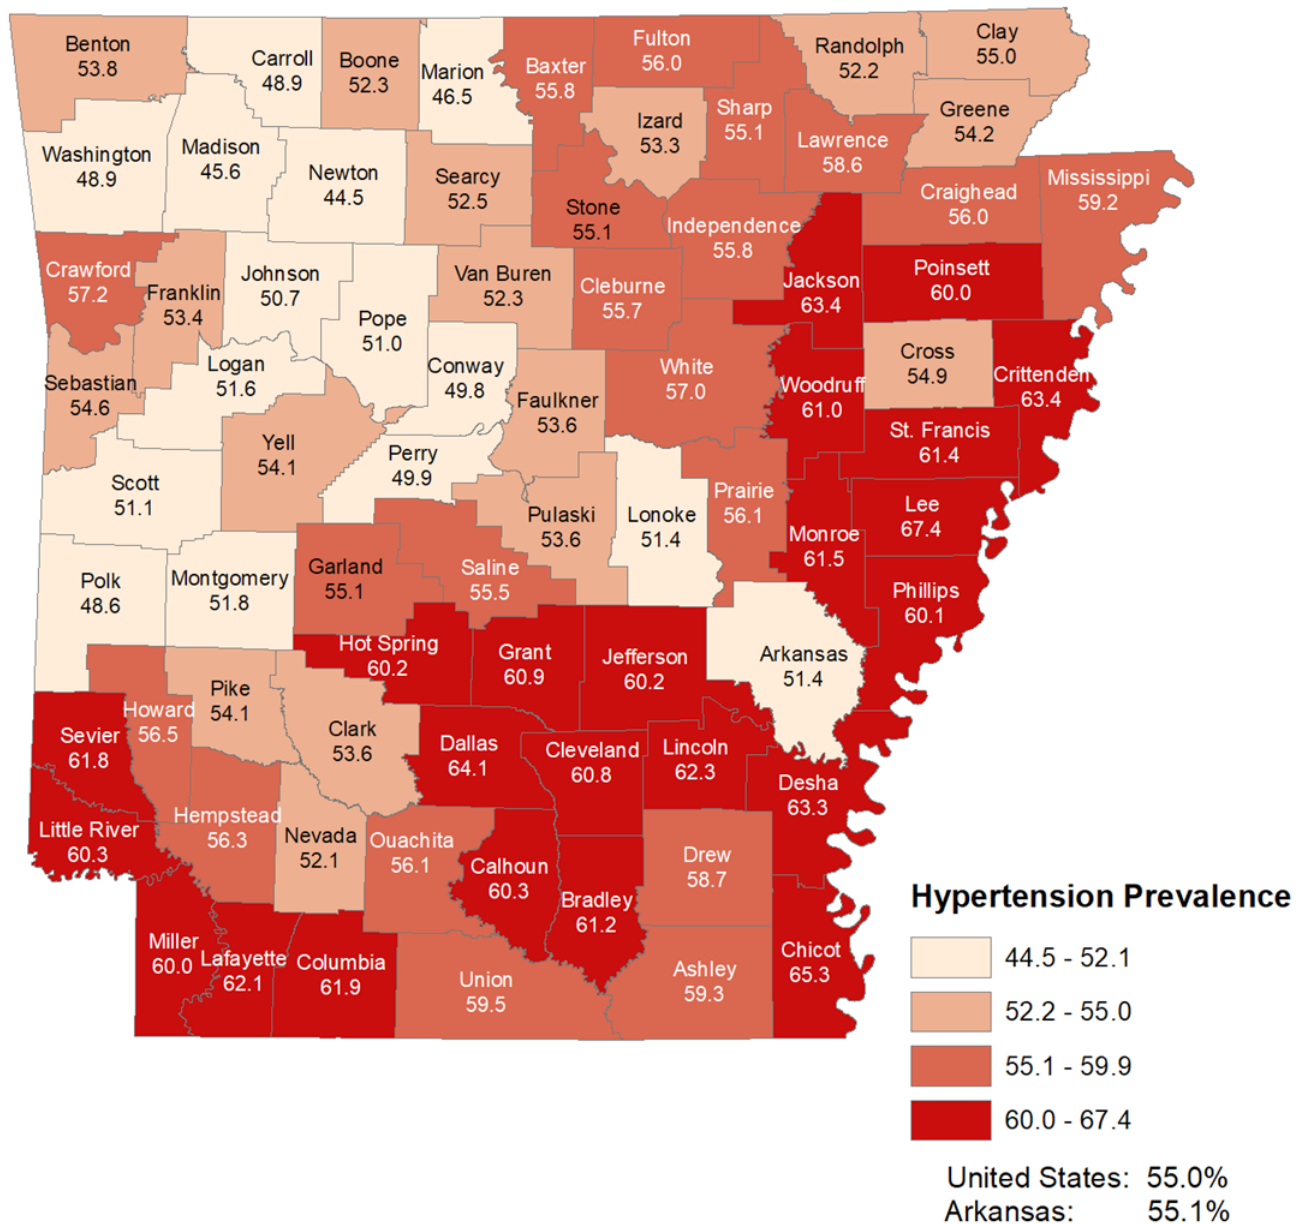 Benton
53.8
Carroll
48.9
Boone
52.3
Marion
46.5
Baxter
55.8
Fulton
56.0
Randolph
52.2
Clay
55.0
Washington
48.9
Madison
45.6
Newton
44.5
Searcy
52.5
Stone
55.1
Izard
53.3
Sharp
55.1
Lawrence
58.6
Greene
54.2
Craighead
56.0
Mississippi
59.2
Independence
55.8
Crawford
57.2
Franklin
53.4
Johnson
50.7
Pope
51.0
Van Buren
52.3
Cleburne
55.7
Jackson
63.4
Poinsett
60.0
Sebastian
54.6
Logan
51.6
Conway
49.8
Faulkner
53.6
White
57.0
Woodruff
61.0
Cross
54.9
Crittenden
63.4
St. Francis
61.4
Scott
51.1
Yell
54.1
Perry
49.9
Pulaski
53.6
Lonoke
51.4
Prairie
56.1
Monroe
61.5
Lee
67.4
Phillips
60.1
Polk
48.6
Montgomery
51.8
Garland
55.1
Saline
55.5
Hot Spring
60.2
Grant
60.9
Jefferson
60.2
Arkansas
51.4
Sevier
61.8
Howard
56.5
Pike
54.1
Clark
53.6
Dallas
64.1
Cleveland
60.8
Lincoln
62.3
Desha
63.3
Little River
60.3
Hempstead
56.3
Nevada
52.1
Ouachita
56.1
Calhoun
60.3
Bradley
61.2
Drew
58.7
Miller
60.0
Lafayette
62.1
Columbia
61.9
Union
59.5
Ashley
59.3
Chicot
65.3
Hypertension Prevalence
44.5 - 52.1
52.2 - 55.0
55.1 - 59.9
60.0 - 67.4
United States: 55.0%
Arkansas: 55.1%